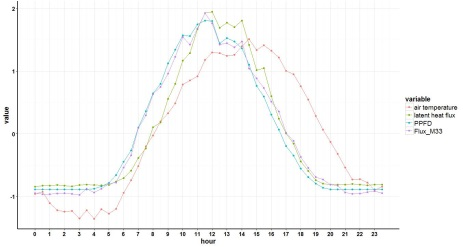 2
1
0
-1
value
0 1 2 3 4 5 6 7 8 9 10 11 12 13 14 15 16 17 18 19 20 21 22 23
hour
variable
air temperature
latent heat flux
PPFD
Flux_M33